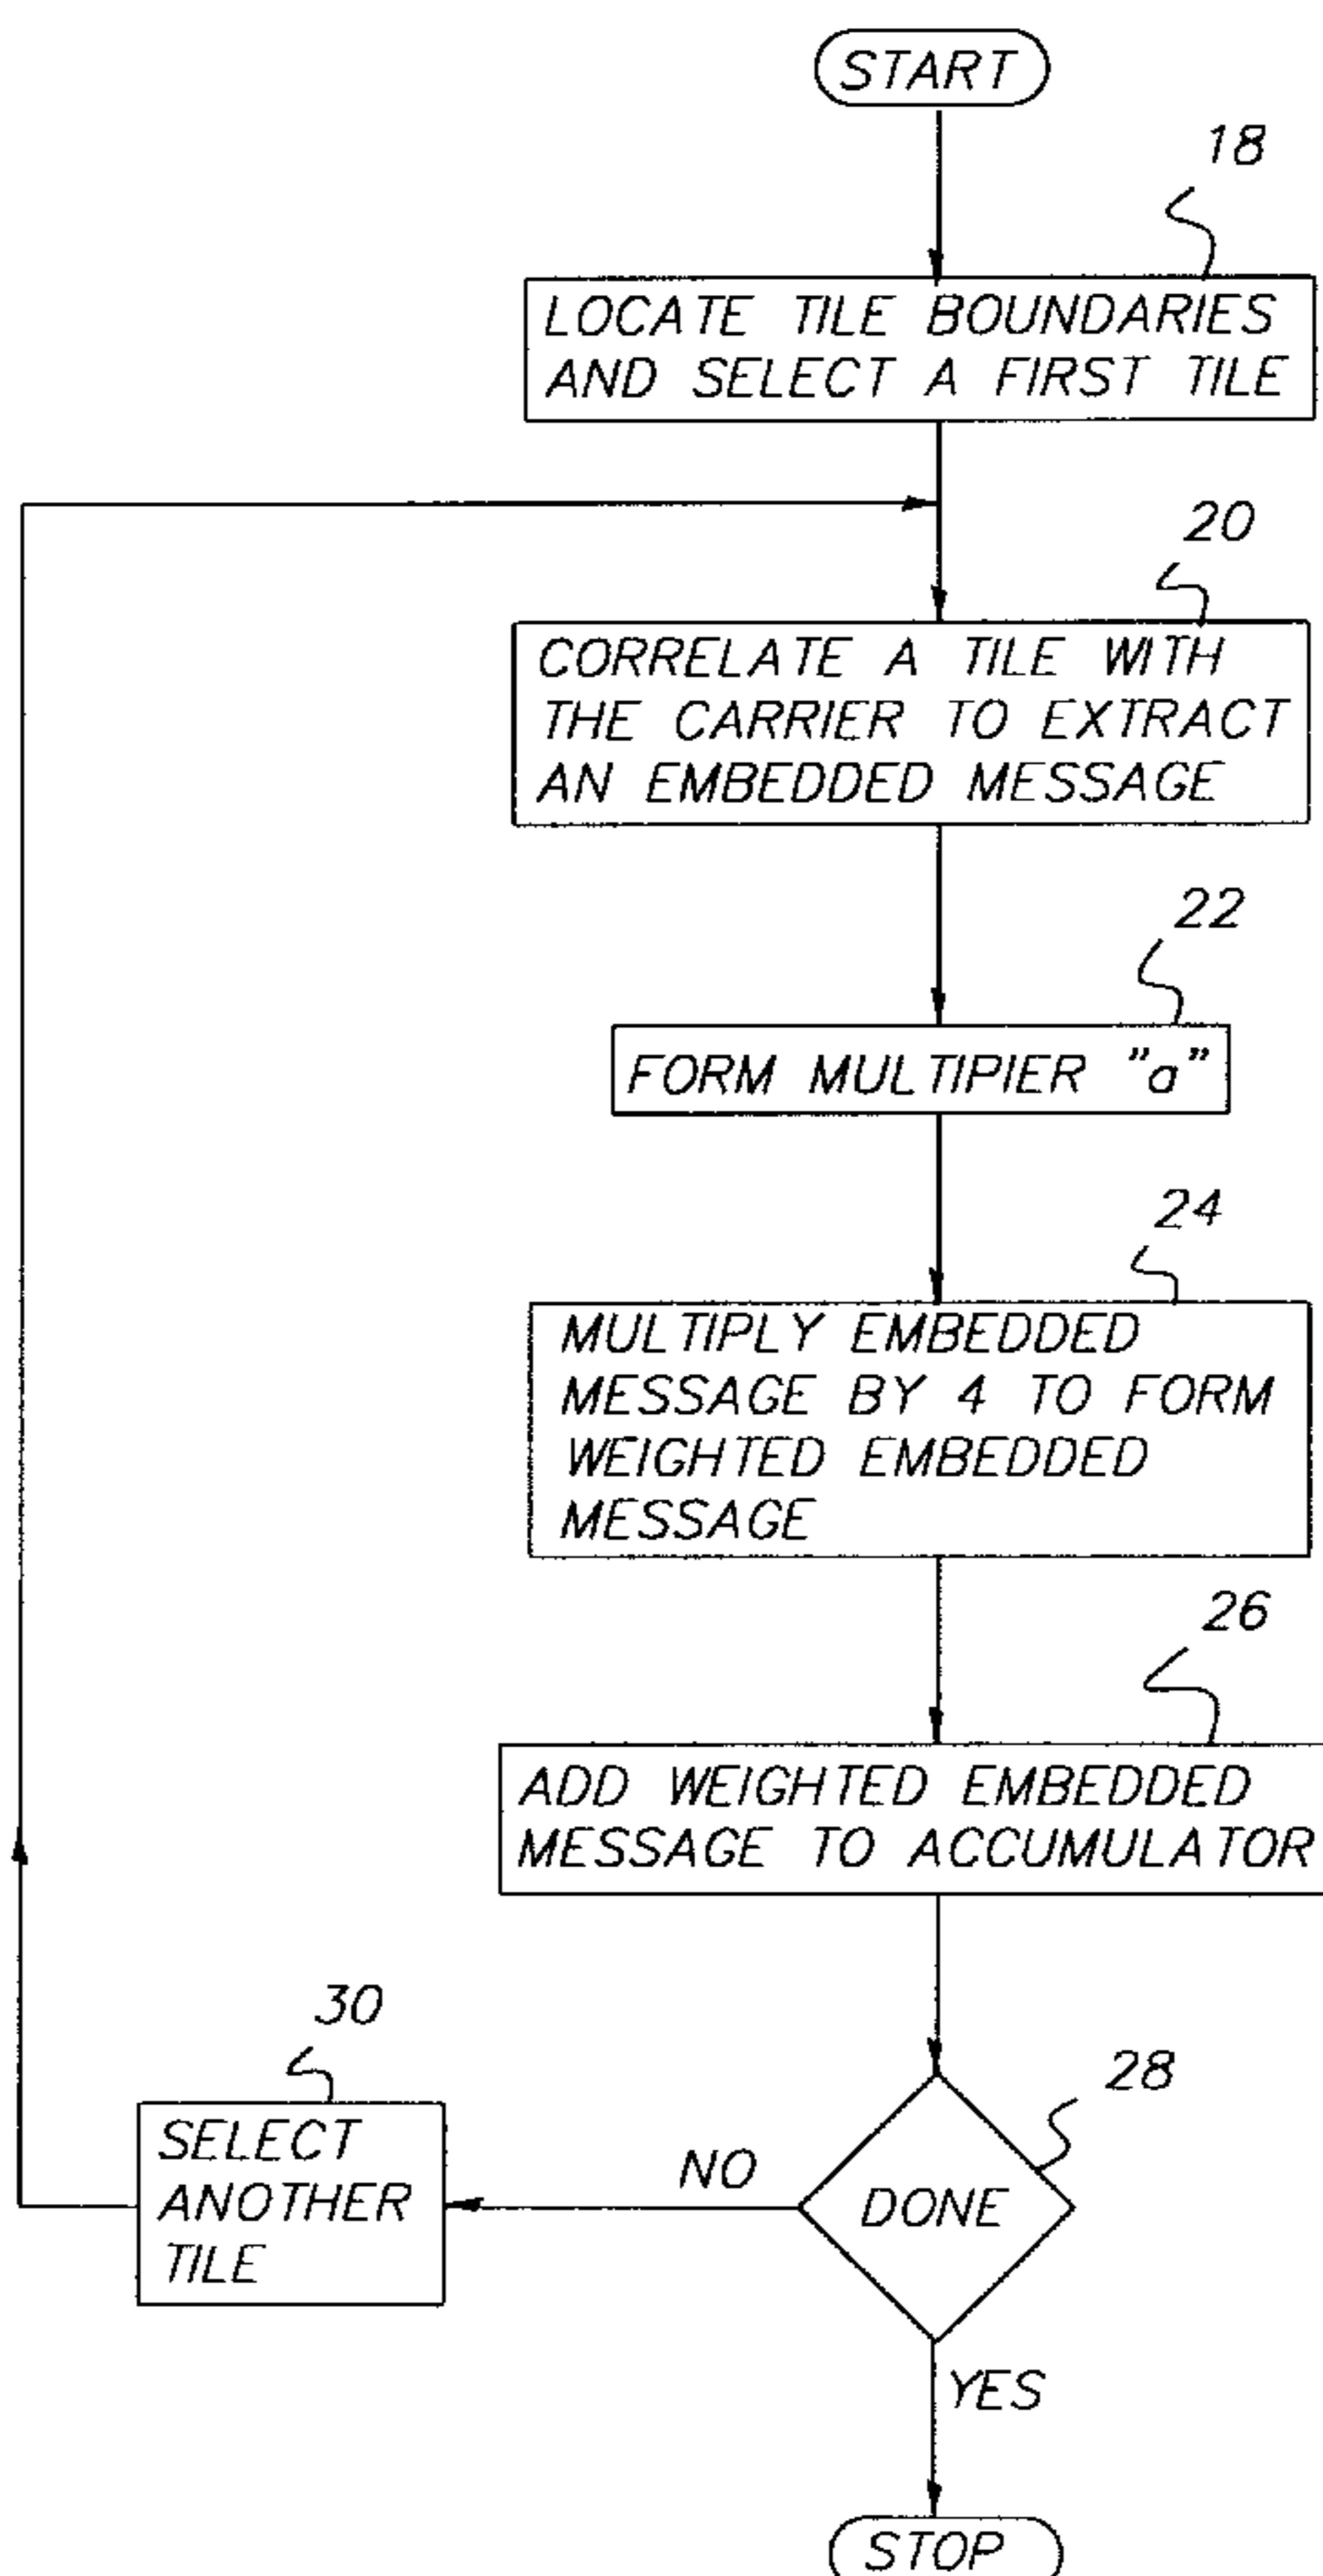 START
18
LOCATE TILE BOUNDARIES
AND SELECT A FIRST TILE
20
CORRELATE A TILE WITH
THE CARRIER TO EXTRACT
AN EMBEDDED MESSAGE
22
FORM MULTIPIER "a"
24
MULTIPLY EMBEDDED
MESSAGE BY 4 TO FORM
WEIGHTED EMBEDDED
MESSAGE
26
ADD WEIGHTED EMBEDDED
MESSAGE TO ACCUMULATOR
28
DONE
NO
30
SELECT
ANOTHER
TILE
YES
STOP